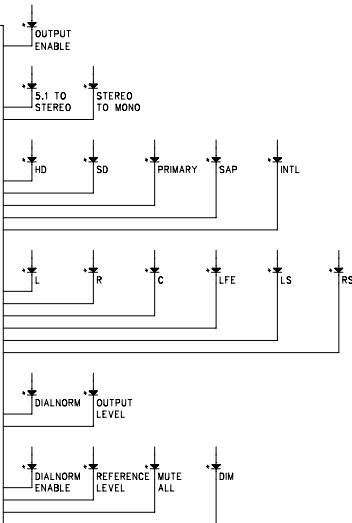 OUTPUT
ENABLE
5.1 TO
STEREO
STEREO
TO MONO
HD
SD
PRIMARY
SAP
INTL
L
R
C
LFE
LS
RS
DIALNORM
OUTPUT
LEVEL
DIALNORM
ENABLE
REFERENCE
LEVEL
MUTE
ALL
DIM